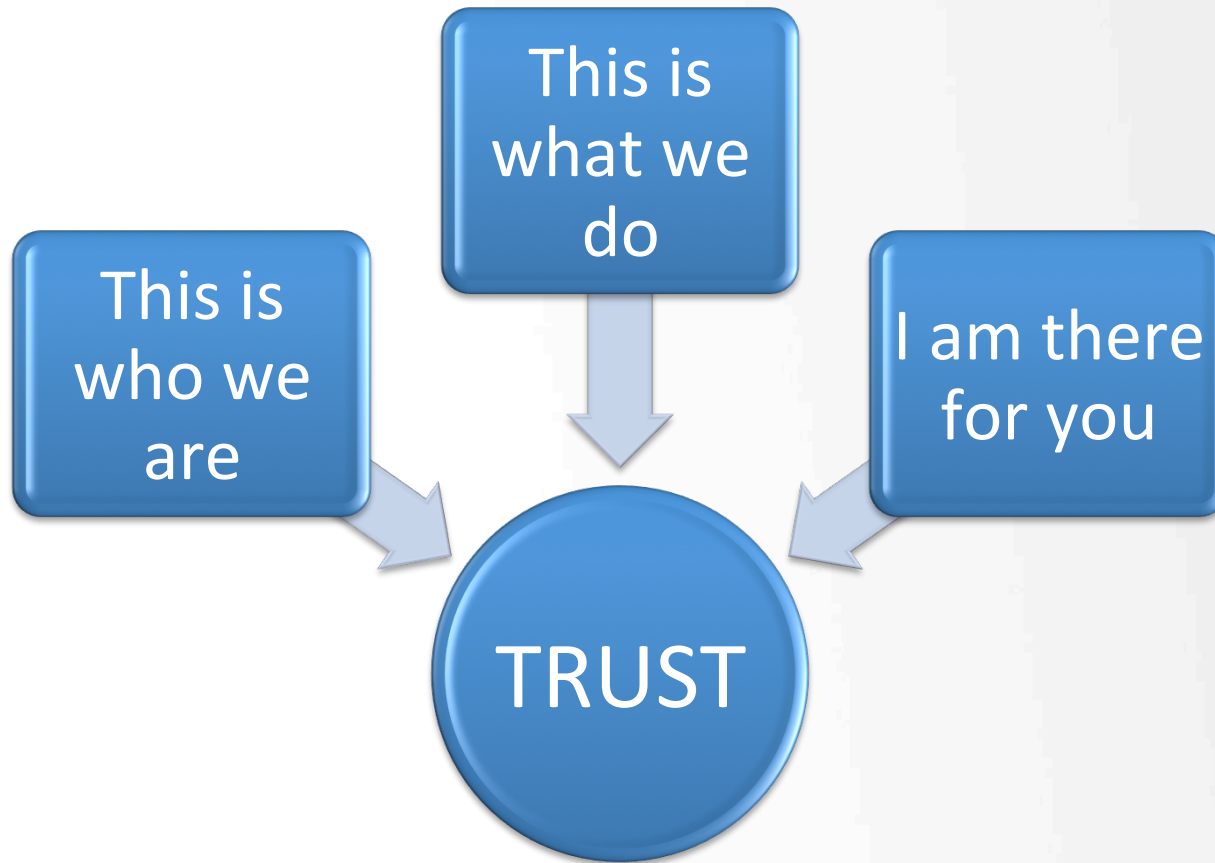 This is
what we
do
This is
who we
are
I am there
for you
TRUST